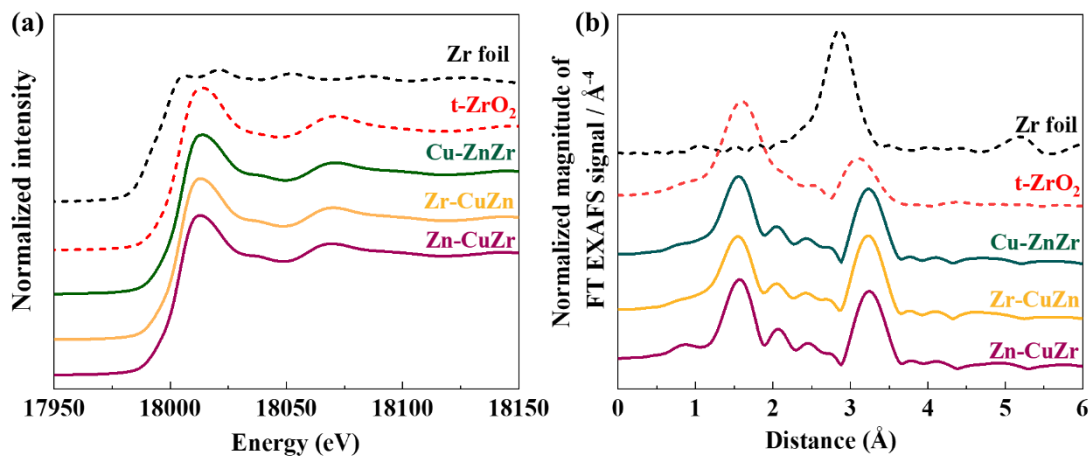 (a)
Normalized intensity
Zr foil
t-ZrO₂
Cu-ZnZr
Zr-CuZn
Zn-CuZr
17950 18000 18050 18100 18150
Energy (eV)
(b)
Normalized magnitude of
FT EXAFS signal / Å⁻⁴
Zr foil
t-ZrO₂
Cu-ZnZr
Zr-CuZn
Zn-CuZr
0 1 2 3 4 5 6
Distance (Å)